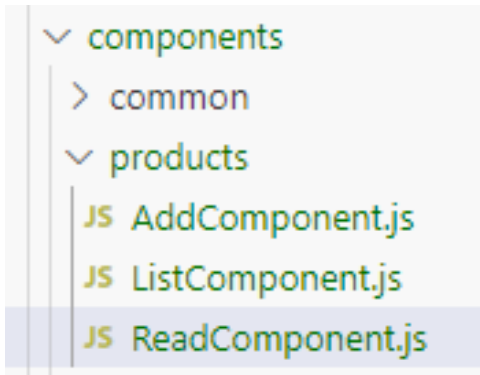 components
common
products
JS AddComponent.js
JS ListComponent.js
JS ReadComponent.js